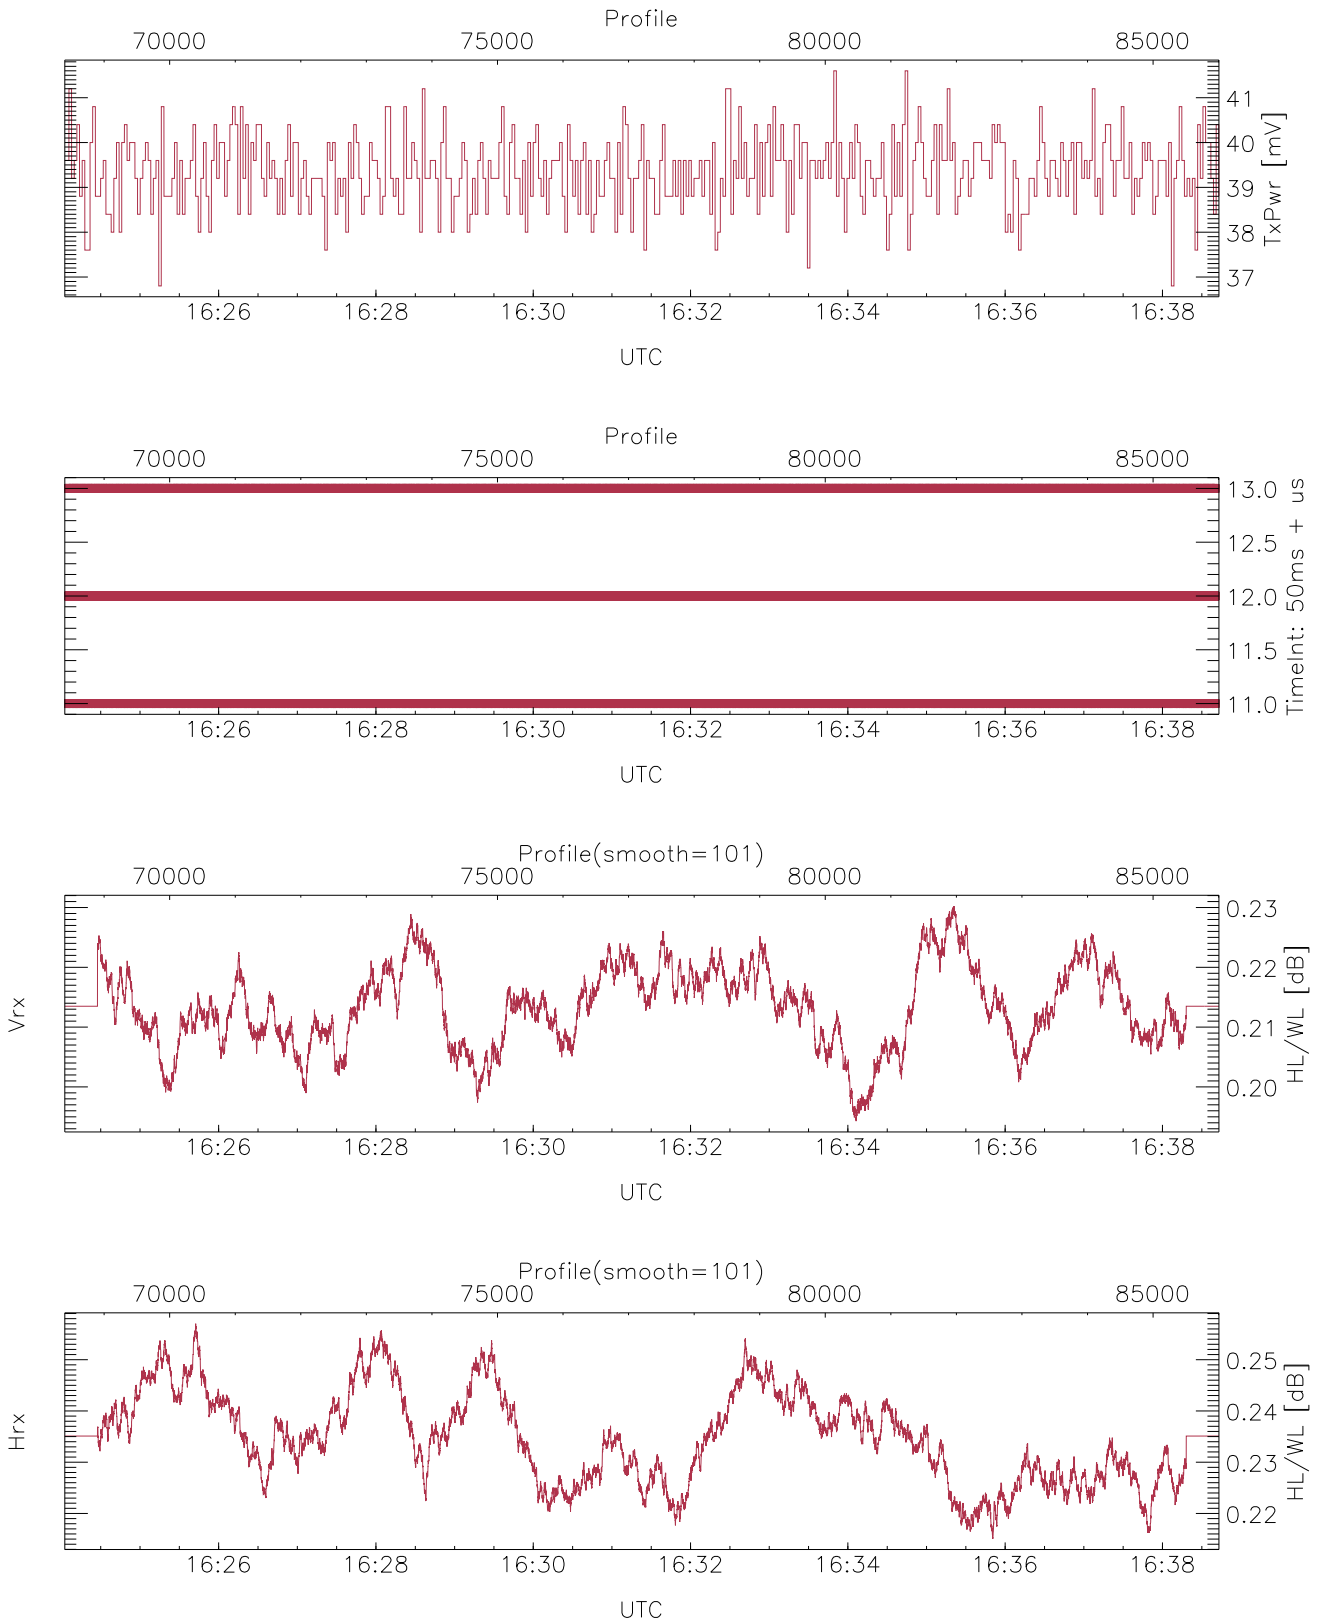 Profile
70000 75000 80000 85000
41
40
39
38
37
TxPwr [mV]
16:26 16:28 16:30 16:32 16:34 16:36 16:38
UTC
Profile
70000 75000 80000 85000
13.0
12.5
12.0
11.5
11.0
TimeInt: 50ms + us
16:26 16:28 16:30 16:32 16:34 16:36 16:38
UTC
Profile(smooth=101)
70000 75000 80000 85000
Vrx
0.23
0.22
0.21
0.20
HL/WL [dB]
16:26 16:28 16:30 16:32 16:34 16:36 16:38
UTC
Profile(smooth=101)
70000 75000 80000 85000
Hrx
0.25
0.24
0.23
0.22
HL/WL [dB]
16:26 16:28 16:30 16:32 16:34 16:36 16:38
UTC